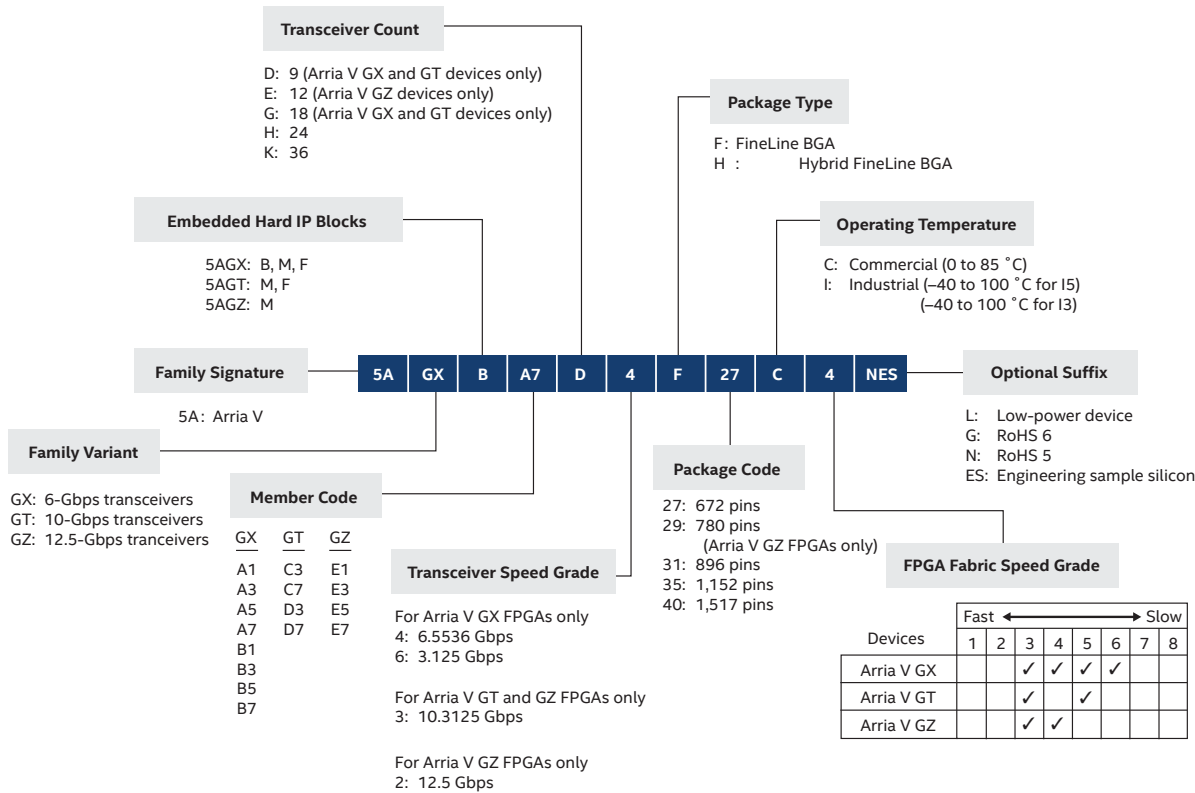 Transceiver Count
D: 9 (Arria V GX and GT devices only)
E: 12 (Arria V GZ devices only)
G: 18 (Arria V GX and GT devices only)
H: 24
K: 36
Package Type
F: FineLine BGA
H : Hybrid FineLine BGA
Embedded Hard IP Blocks
5AGX: B, M, F
5AGT: M, F
5AGZ: M
Operating Temperature
C: Commercial (0 to 85 ˚C)
I: Industrial (–40 to 100 ˚C for I5)
(–40 to 100 ˚C for I3)
Family Signature
5A: Arria V
5A GX B A7 D 4 F 27 C 4 NES
Optional Suffix
L: Low-power device
G: RoHS 6
N: RoHS 5
ES: Engineering sample silicon
Family Variant
GX: 6-Gbps transceivers
GT: 10-Gbps transceivers
GZ: 12.5-Gbps tranceivers
Member Code
GX GT GZ
A1 C3 E1
A3 C7 E3
A5 D3 E5
A7 D7 E7
B1
B3
B5
B7
Transceiver Speed Grade
For Arria V GX FPGAs only
4: 6.5536 Gbps
6: 3.125 Gbps
For Arria V GT and GZ FPGAs only
3: 10.3125 Gbps
For Arria V GZ FPGAs only
2: 12.5 Gbps
Package Code
27: 672 pins
29: 780 pins
(Arria V GZ FPGAs only)
31: 896 pins
35: 1,152 pins
40: 1,517 pins
FPGA Fabric Speed Grade
Fast Slow
Devices 1 2 3 4 5 6 7 8
Arria V GX ✓ ✓ ✓ ✓
Arria V GT ✓ ✓
Arria V GZ ✓ ✓